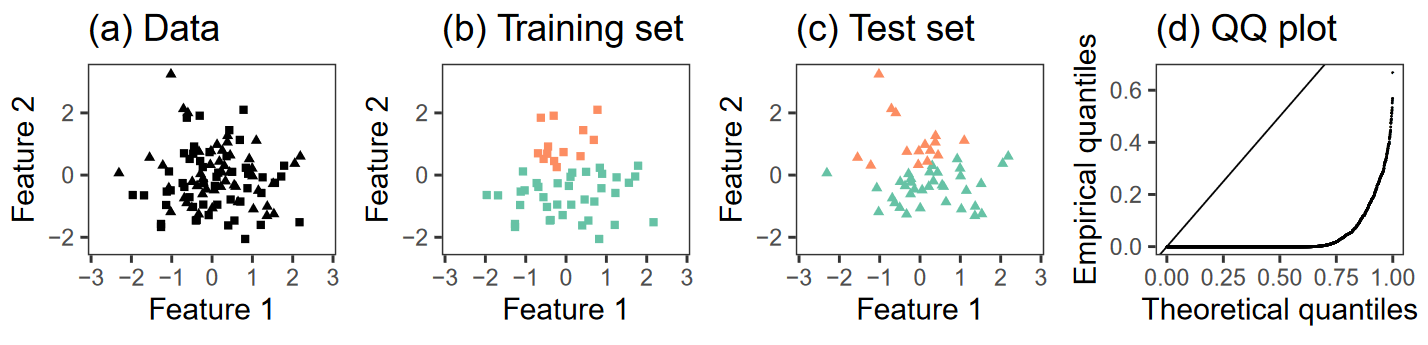 (a) Data
Feature 2
2
0
−2
−3 −2 −1 0 1 2 3
Feature 1
(b) Training set
Feature 2
2
0
−2
−3 −2 −1 0 1 2 3
Feature 1
(c) Test set
Feature 2
2
0
−2
−3 −2 −1 0 1 2 3
Feature 1
(d) QQ plot
Empirical quantiles
0.6
0.4
0.2
0.0
0.00 0.25 0.50 0.75 1.00
Theoretical quantiles